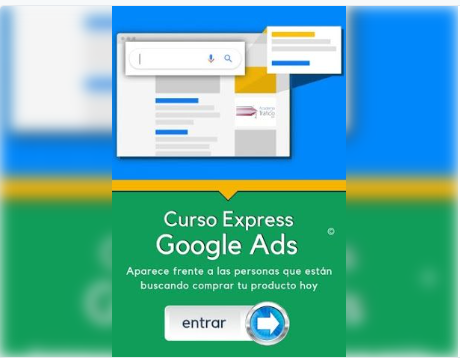 Curso Express
Google Ads
©
Aparece frente a las personas que están
buscando comprar tu producto hoy
entrar